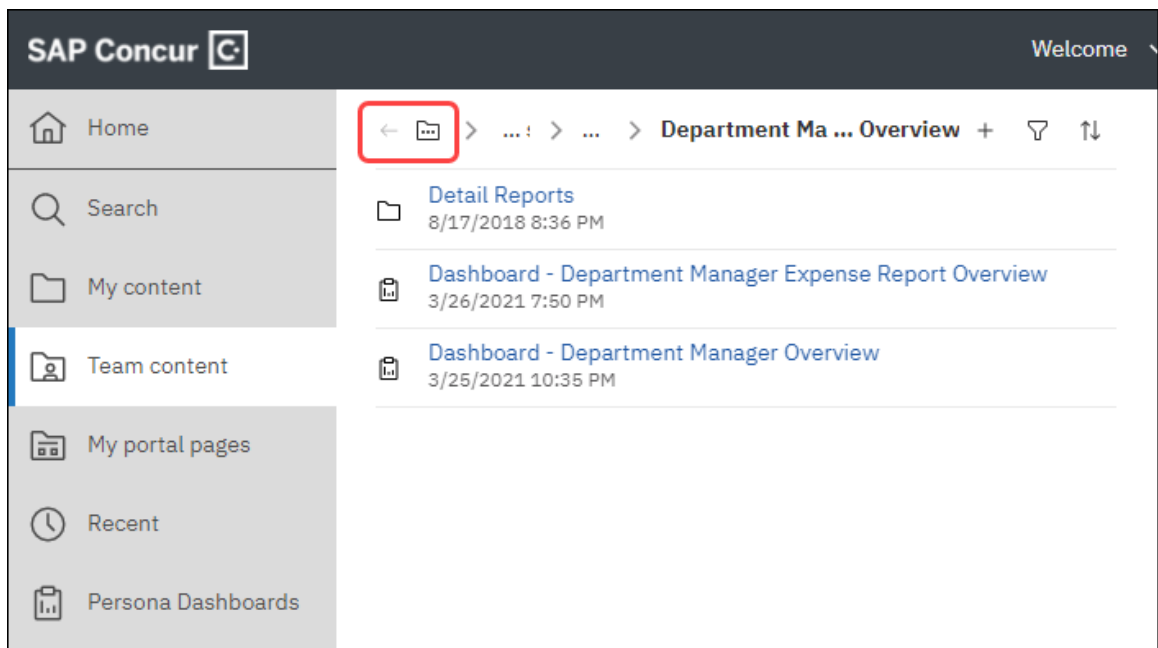 SAP Concur C
Welcome
Home
... > ... > Department Ma ... Overview +
Search
Detail Reports
8/17/2018 8:36 PM
My content
Dashboard - Department Manager Expense Report Overview
3/26/2021 7:50 PM
Team content
Dashboard - Department Manager Overview
3/25/2021 10:35 PM
My portal pages
Recent
Persona Dashboards